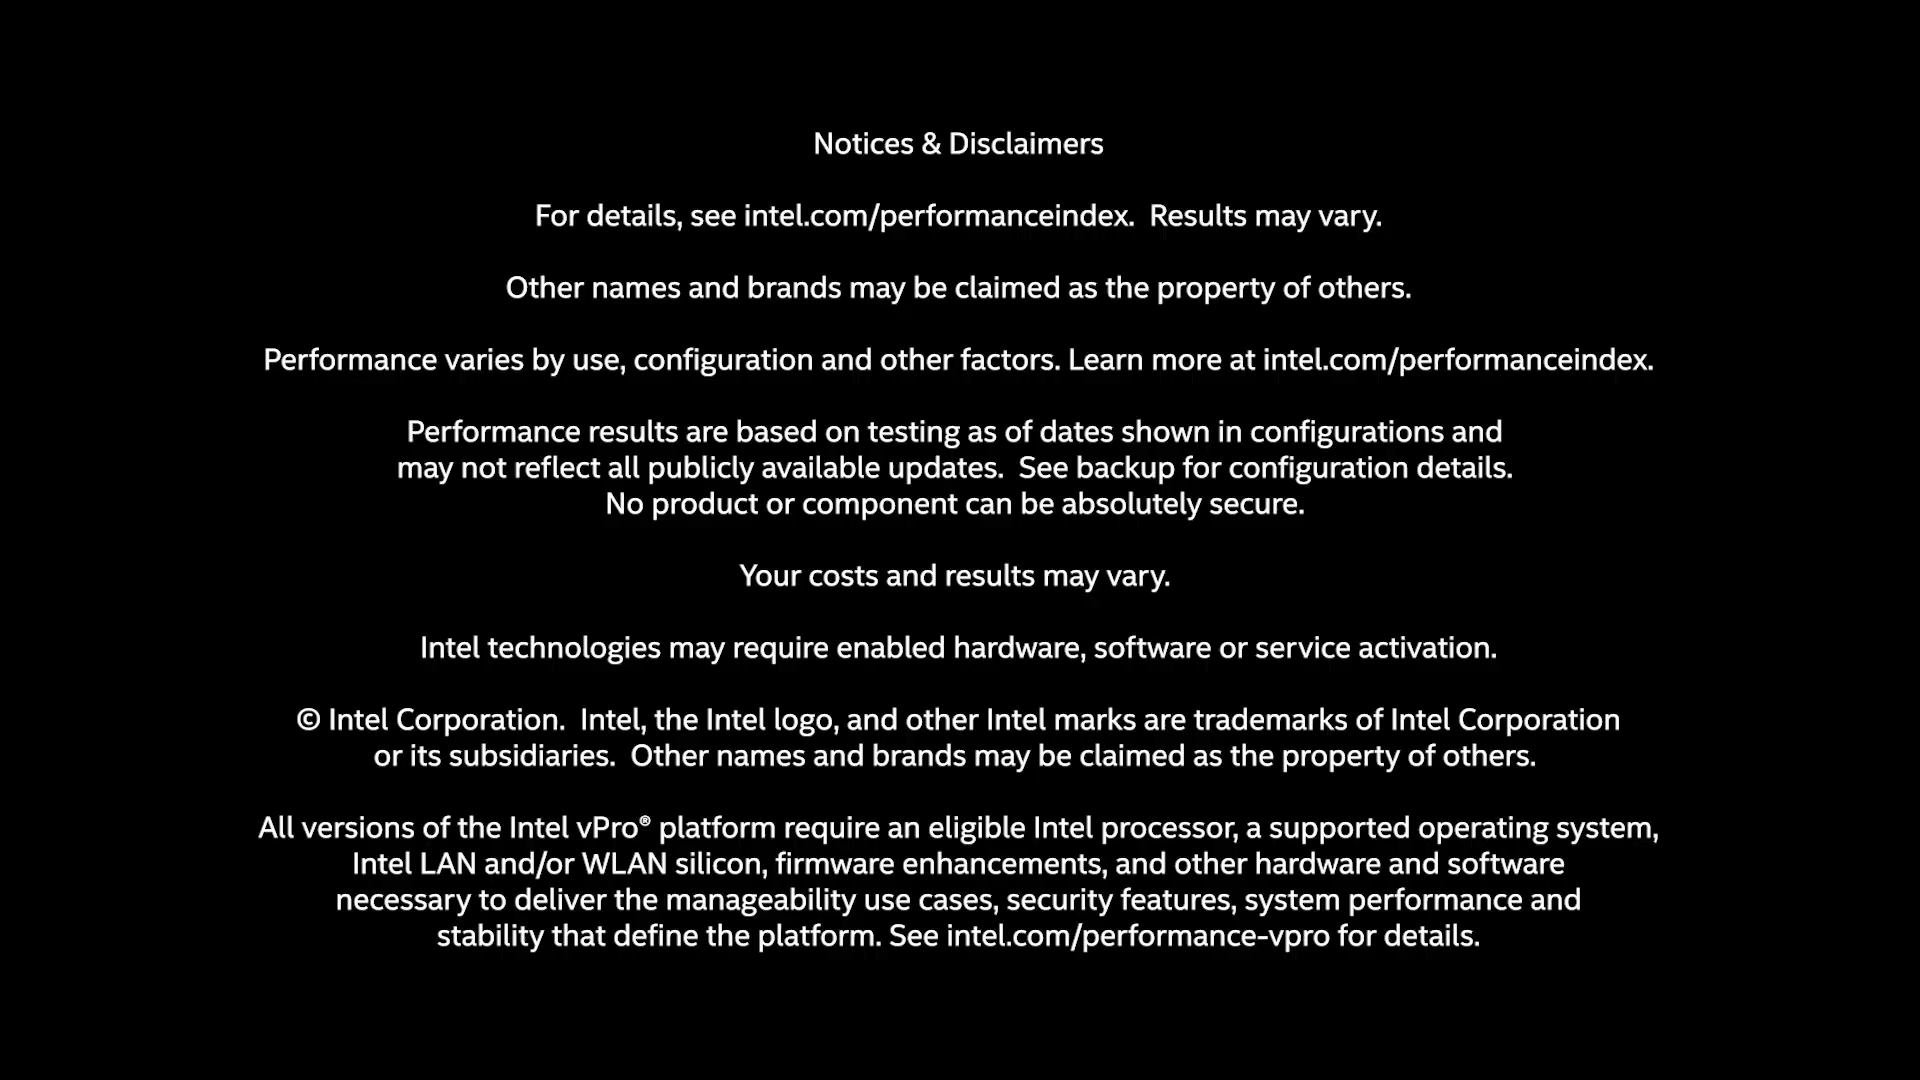 Notices & Disclaimers
For details, see intel.com/performanceindex.  Results may vary.
Other names and brands may be claimed as the property of others.
Performance varies by use, configuration and other factors. Learn more at intel.com/performanceindex.
Performance results are based on testing as of dates shown in configurations and
may not reflect all publicly available updates.  See backup for configuration details.
No product or component can be absolutely secure.
Your costs and results may vary.
Intel technologies may require enabled hardware, software or service activation.
© Intel Corporation.  Intel, the Intel logo, and other Intel marks are trademarks of Intel Corporation
or its subsidiaries.  Other names and brands may be claimed as the property of others.
All versions of the Intel vPro® platform require an eligible Intel processor, a supported operating system,
Intel LAN and/or WLAN silicon, firmware enhancements, and other hardware and software
necessary to deliver the manageability use cases, security features, system performance and
stability that define the platform. See intel.com/performance-vpro for details.